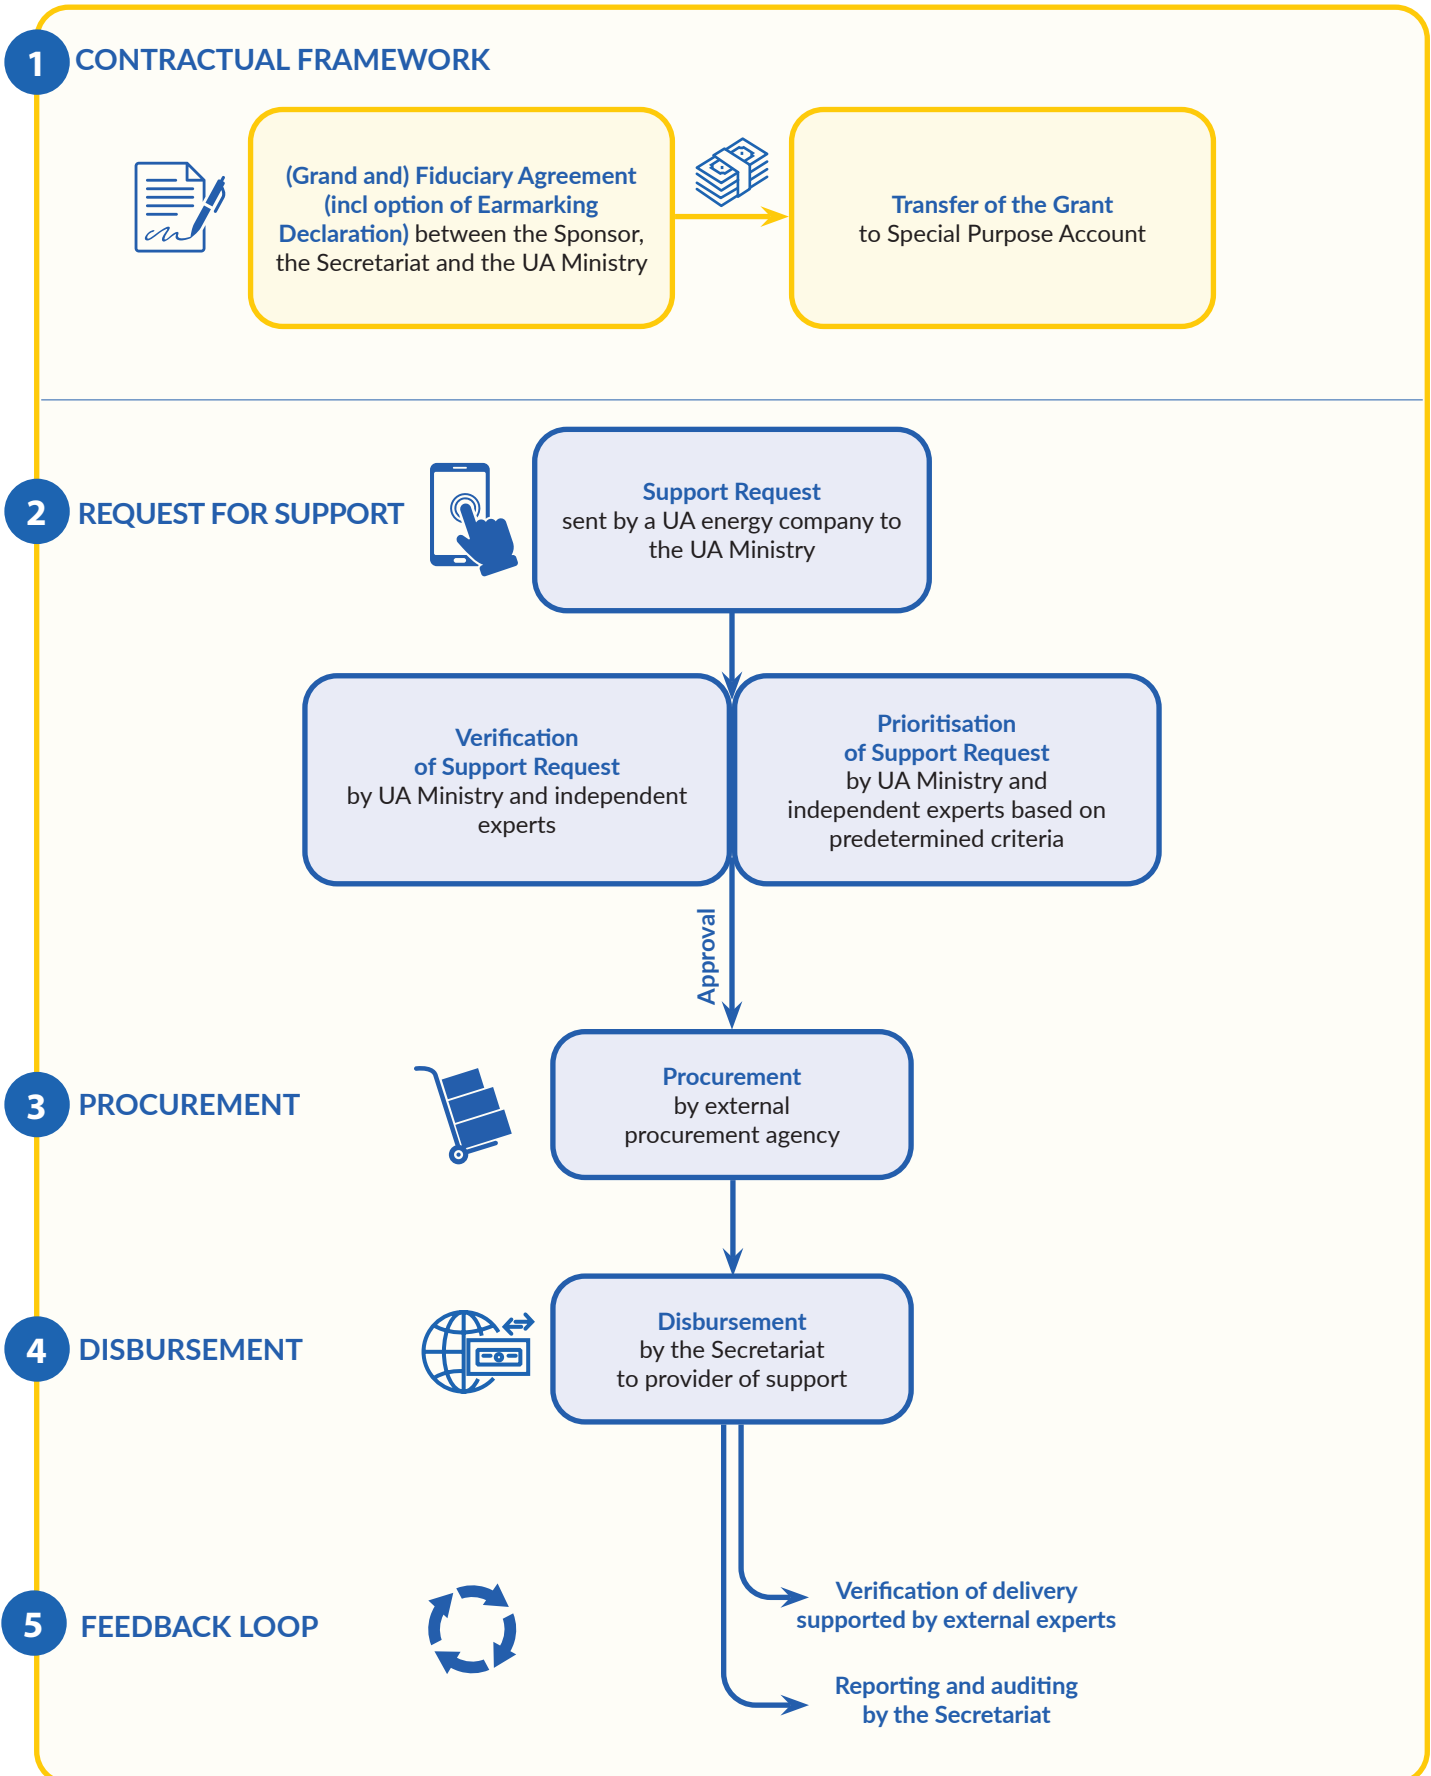 1 CONTRACTUAL FRAMEWORK
(Grand and) Fiduciary Agreement
(incl option of Earmarking
Declaration) between the Sponsor,
the Secretariat and the UA Ministry
Transfer of the Grant
to Special Purpose Account
2 REQUEST FOR SUPPORT
Support Request
sent by a UA energy company to
the UA Ministry
Verification
of Support Request
by UA Ministry and independent
experts
Prioritisation
of Support Request
by UA Ministry and
independent experts based on
predetermined criteria
Approval
3 PROCUREMENT
Procurement
by external
procurement agency
4 DISBURSEMENT
Disbursement
by the Secretariat
to provider of support
5 FEEDBACK LOOP
Verification of delivery
supported by external experts
Reporting and auditing
by the Secretariat